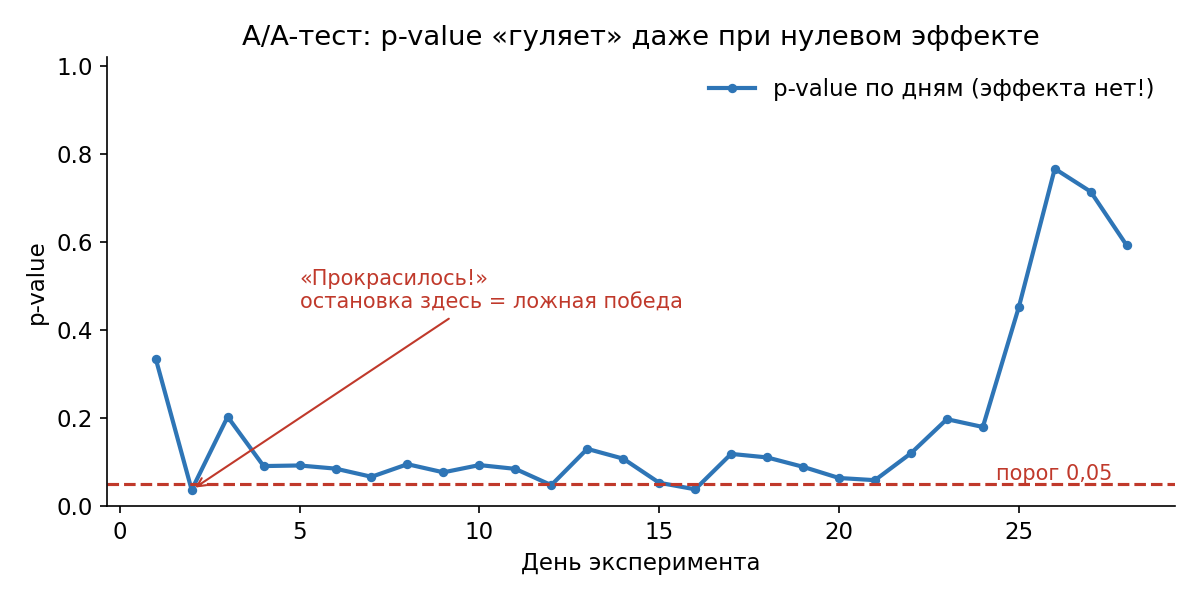 А/А-тест: p-value «гуляет» даже при нулевом эффекте
p-value по дням (эффекта нет!)
«Прокрасилось!»
остановка здесь = ложная победа
порог 0,05
p-value
1.0
0.8
0.6
0.4
0.2
0.0
0 5 10 15 20 25
День эксперимента